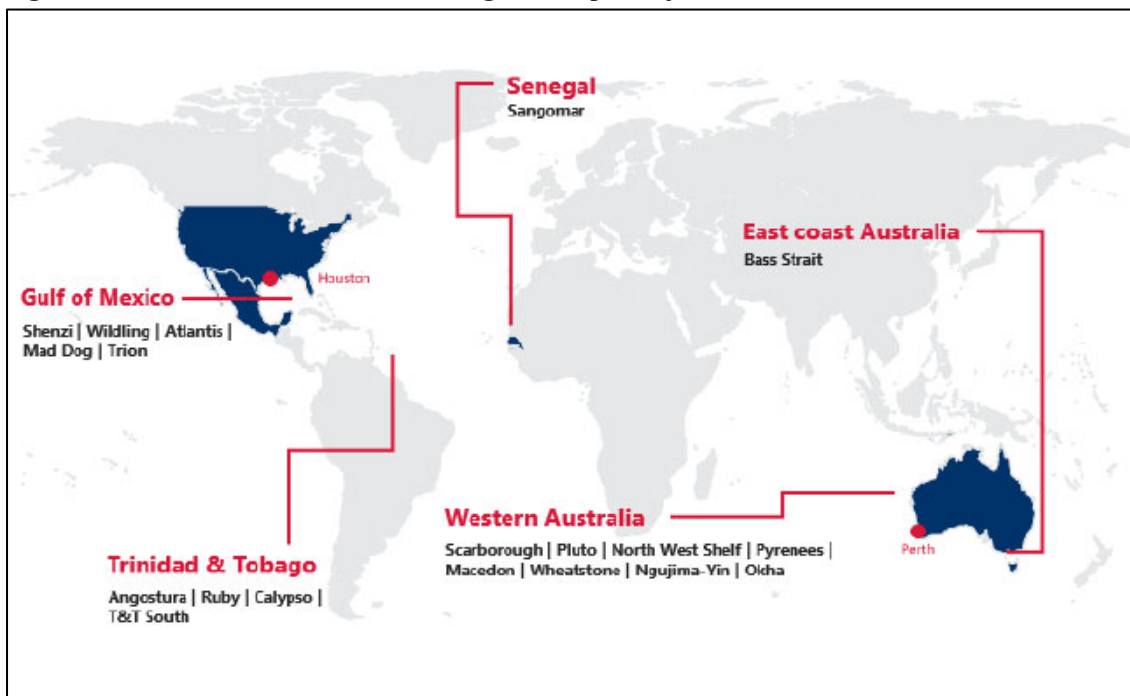 Senegal
Sangomar
East coast Australia
Bass Strait
Houston
Gulf of Mexico
Shenzi | Wildling | Atlantis |
Mad Dog | Trion
Western Australia
Scarborough | Pluto | North West Shelf | Pyrenees |
Macedon | Wheatstone | Ngujima-Yin | Okha
Perth
Trinidad & Tobago
Angostura | Ruby | Calypso |
T&T South